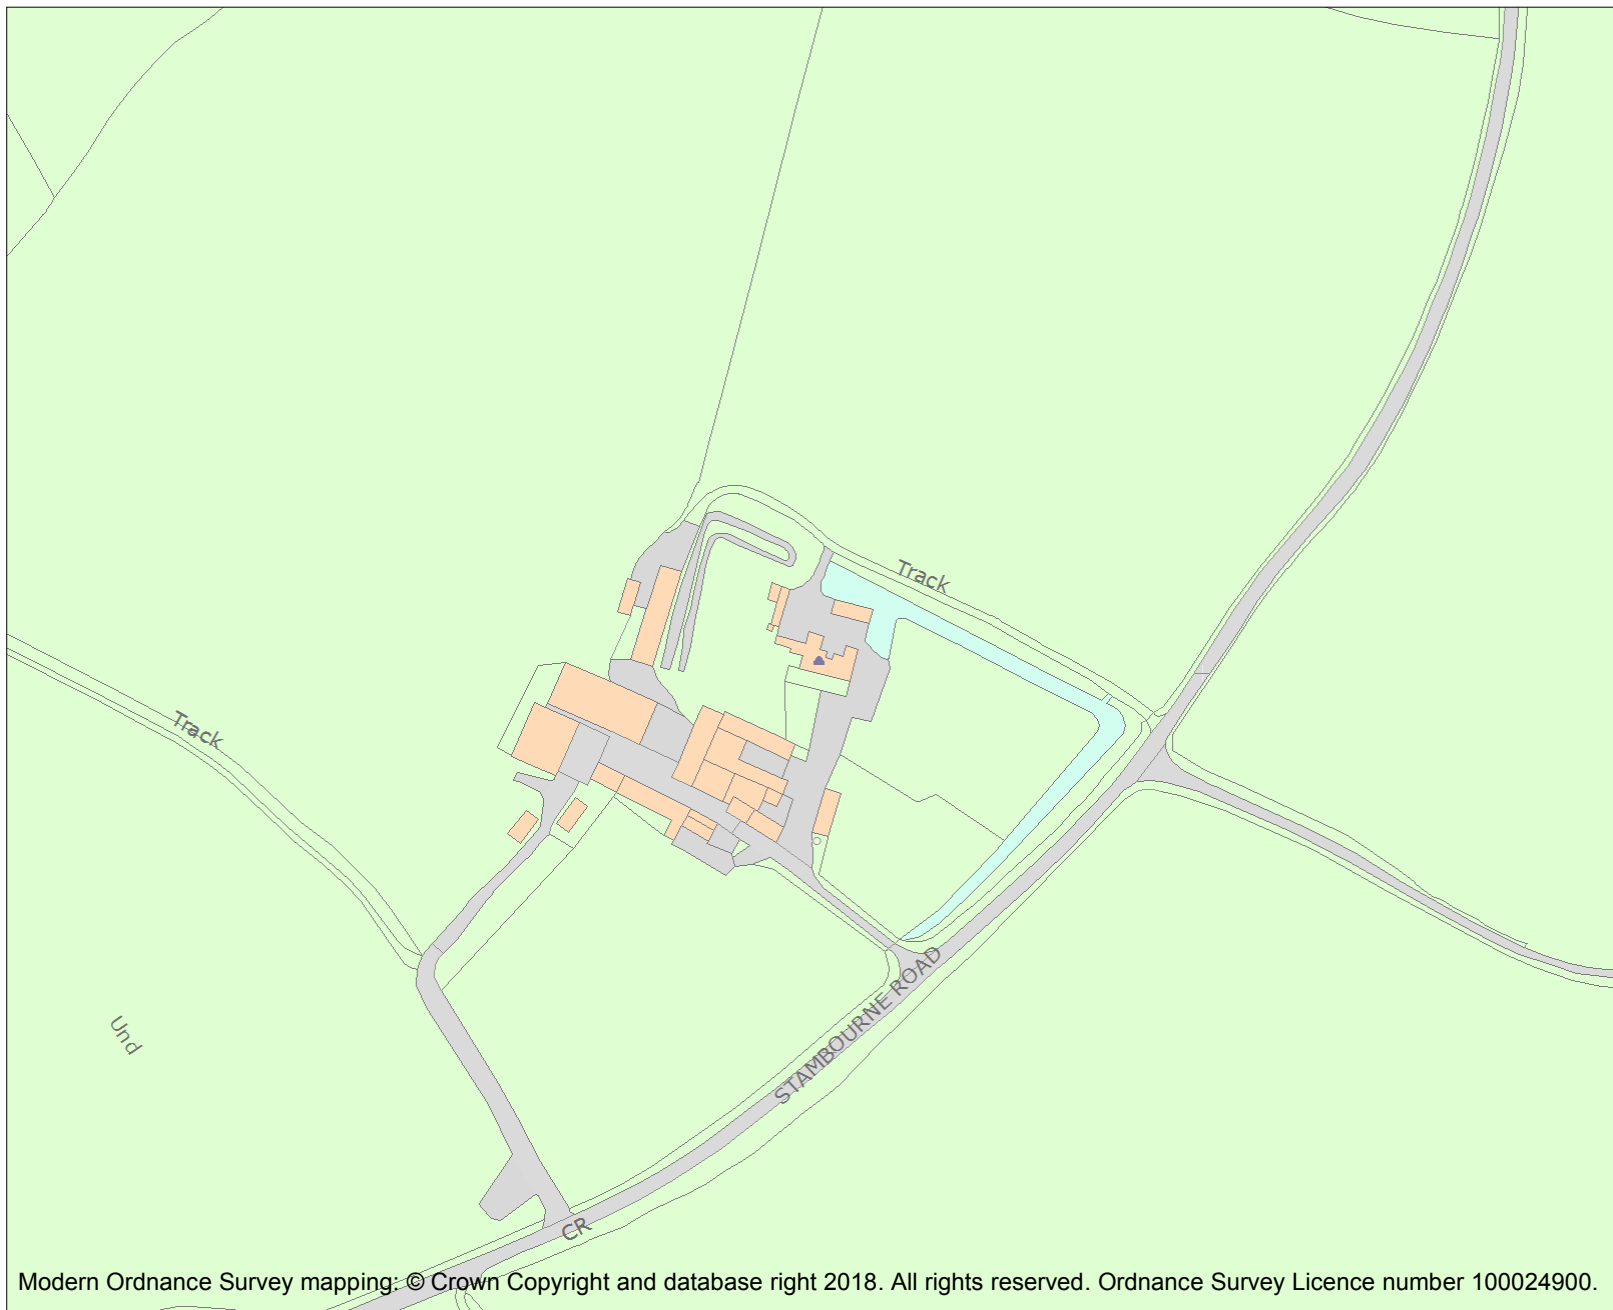 Track
Track
Und
STAMBOURNE ROAD
CR
Modern Ordnance Survey mapping: © Crown Copyright and database right 2018. All rights reserved. Ordnance Survey Licence number 100024900.